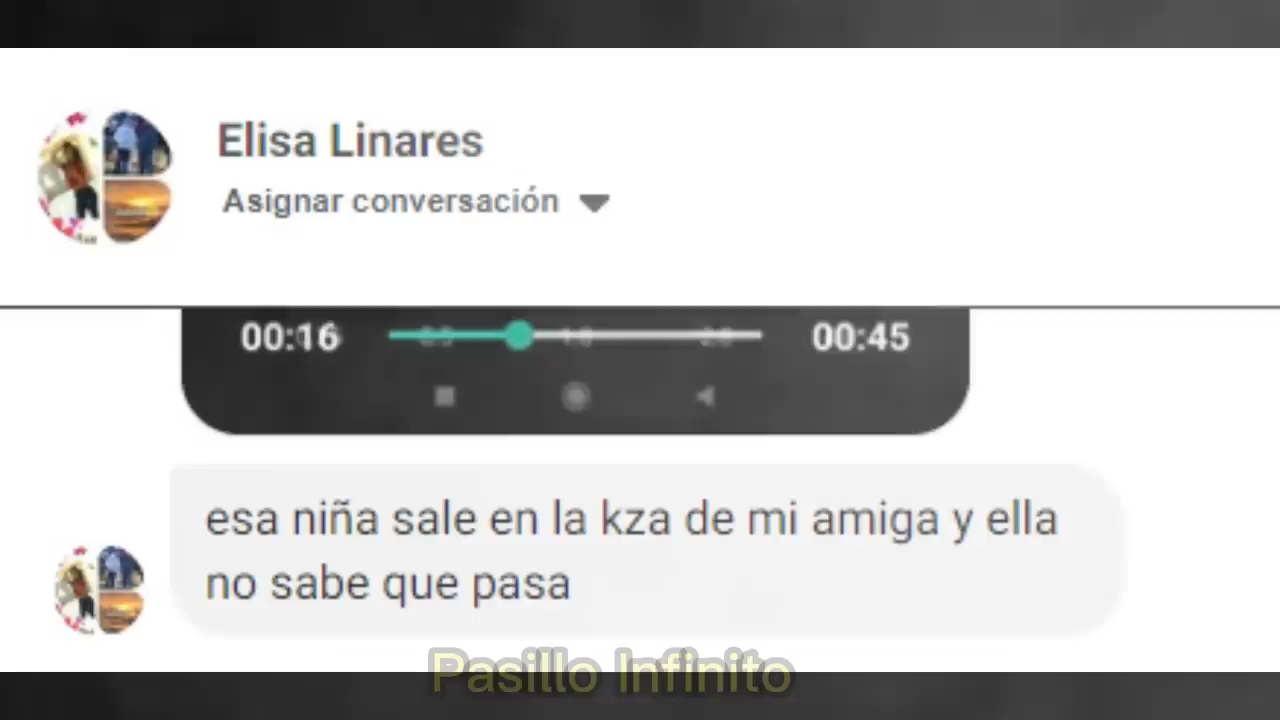 Elisa Linares
Asignar conversación
00:16
00:45
esa niña sale en la kza de mi amiga y ella
no sabe que pasa
Pasillo Infinito